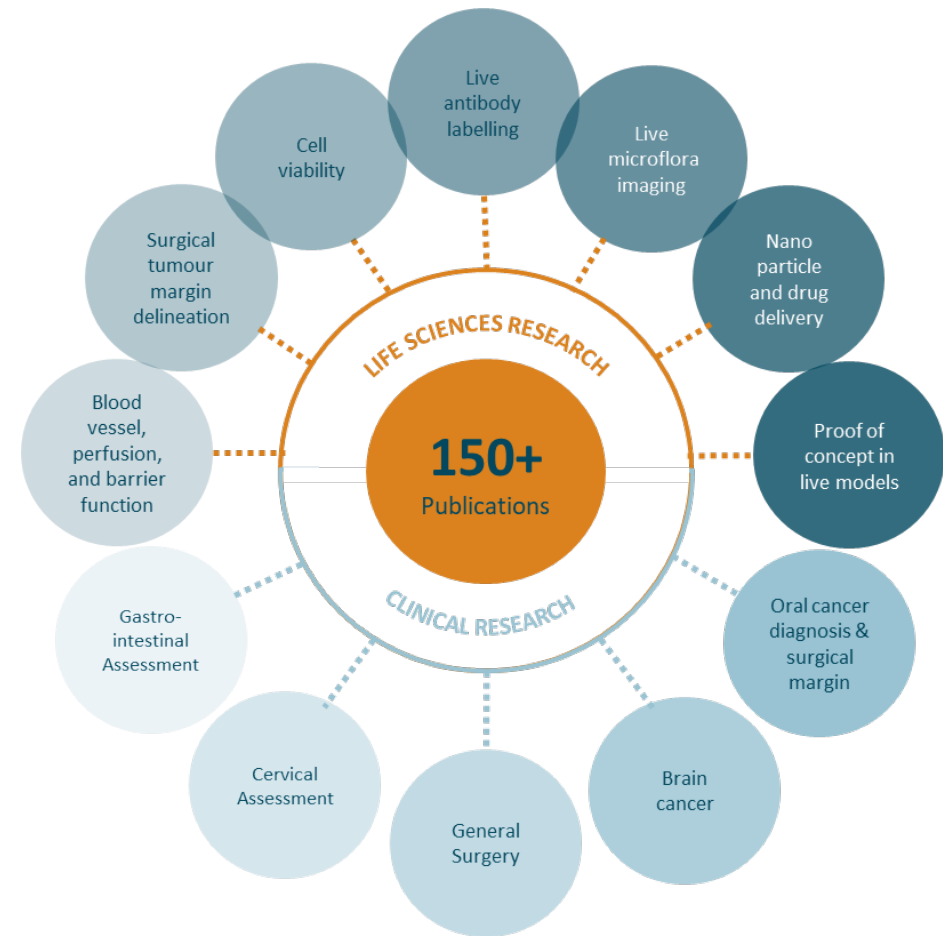 Live
antibody
labelling
Live
microflora
imaging
Cell
viability
Nano
particle
and drug
delivery
Surgical
tumour
margin
delineation
LIFE SCIENCES RESEARCH
Blood
vessel,
perfusion,
and barrier
function
150+
Publications
Proof of
concept in
live models
CLINICAL RESEARCH
Gastro-
intestinal
Assessment
Oral cancer
diagnosis &
surgical
margin
Cervical
Assessment
Brain
cancer
General
Surgery